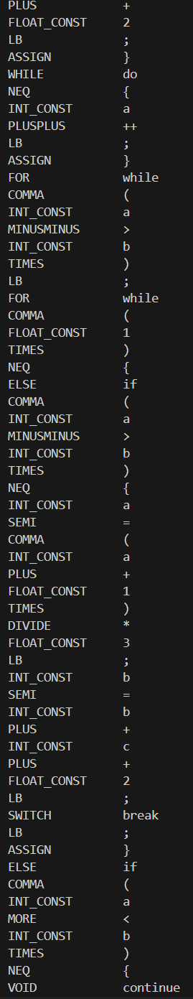 PLUS +
FLOAT_CONST 2
LB ;
ASSIGN }
WHILE do
NEQ {
INT_CONST a
PLUSPLUS ++
LB ;
ASSIGN }
FOR while
COMMA (
INT_CONST a
MINUSMINUS >
INT_CONST b
TIMES )
LB ;
FOR while
COMMA (
FLOAT_CONST 1
TIMES )
NEQ {
ELSE if
COMMA (
INT_CONST a
MINUSMINUS >
INT_CONST b
TIMES )
NEQ {
INT_CONST a
SEMI =
COMMA (
INT_CONST a
PLUS +
FLOAT_CONST 1
TIMES )
DIVIDE *
FLOAT_CONST 3
LB ;
INT_CONST b
SEMI =
INT_CONST b
PLUS +
INT_CONST c
PLUS +
FLOAT_CONST 2
LB ;
SWITCH break
LB ;
ASSIGN }
ELSE if
COMMA (
INT_CONST a
MORE <
INT_CONST b
TIMES )
NEQ {
VOID continue